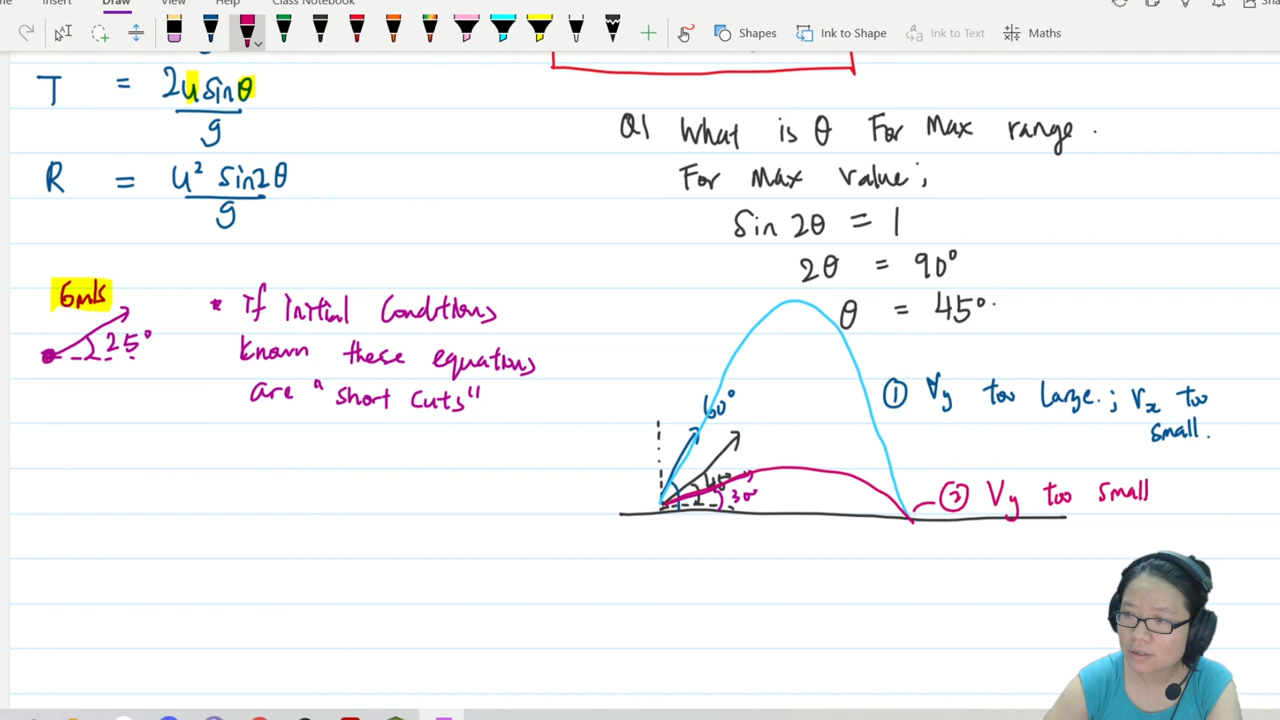 Insert Draw View Help Class Notebook
Shapes Ink to Shape Ink to Text Maths
T = 2u sinθ
g
R = u² sin2θ
g
6m/s
25°
* If initial conditions
known these equations
are "short cuts"
Q1 What is θ For Max range.
For Max value;
Sin 2θ = 1
2θ = 90°
θ = 45°.
60°
45°
30°
① Vy too large.; Vx too
small.
② Vy too small